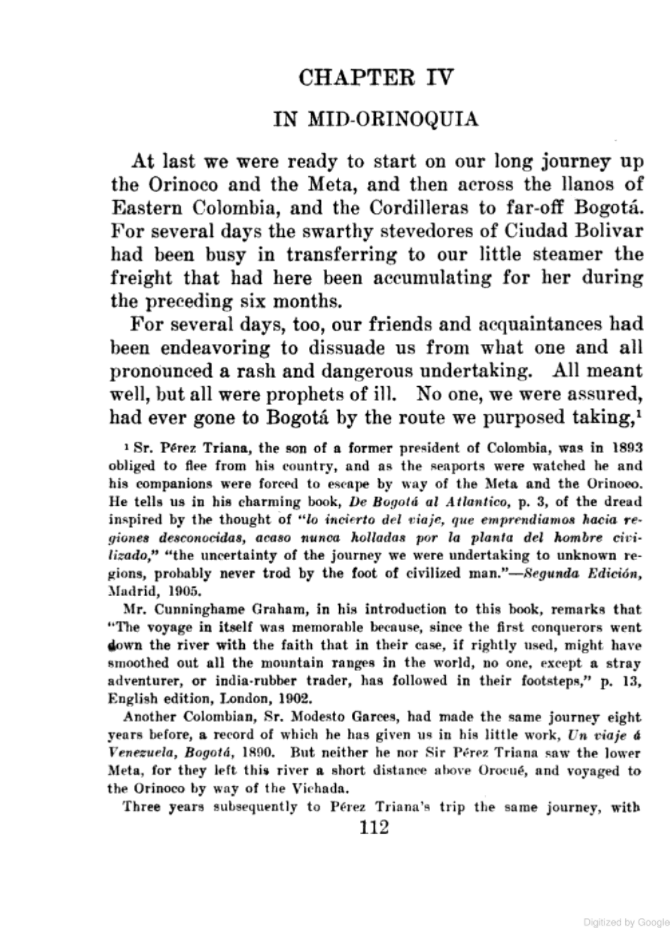 CHAPTER IV
IN MID-ORINOQUIA
At last we were ready to start on our long journey up
the Orinoco and the Meta, and then across the llanos of
Eastern Colombia, and the Cordilleras to far-off Bogotá.
For several days the swarthy stevedores of Ciudad Bolivar
had been busy in transferring to our little steamer the
freight that had here been accumulating for her during
the preceding six months.
For several days, too, our friends and acquaintances had
been endeavoring to dissuade us from what one and all
pronounced a rash and dangerous undertaking. All meant
well, but all were prophets of ill. No one, we were assured,
had ever gone to Bogotá by the route we purposed taking,¹
¹ Sr. Pérez Triana, the son of a former president of Colombia, was in 1893
obliged to flee from his country, and as the seaports were watched he and
his companions were forced to escape by way of the Meta and the Orinoco.
He tells us in his charming book, De Bogotá al Atlantico, p. 3, of the dread
inspired by the thought of "lo incierto del viaje, que emprendiamos hacia re-
giones desconocidas, acaso nunca holladas por la planta del hombre civi-
lizado," "the uncertainty of the journey we were undertaking to unknown re-
gions, probably never trod by the foot of civilized man."—Segunda Edición,
Madrid, 1905.
Mr. Cunninghame Graham, in his introduction to this book, remarks that
"The voyage in itself was memorable because, since the first conquerors went
down the river with the faith that in their case, if rightly used, might have
smoothed out all the mountain ranges in the world, no one, except a stray
adventurer, or india-rubber trader, has followed in their footsteps," p. 13,
English edition, London, 1902.
Another Colombian, Sr. Modesto Garces, had made the same journey eight
years before, a record of which he has given us in his little work, Un viaje á
Venezuela, Bogotá, 1890. But neither he nor Sir Pérez Triana saw the lower
Meta, for they left this river a short distance above Orocué, and voyaged to
the Orinoco by way of the Vichada.
Three years subsequently to Pérez Triana's trip the same journey, with
112
Digitized by Google